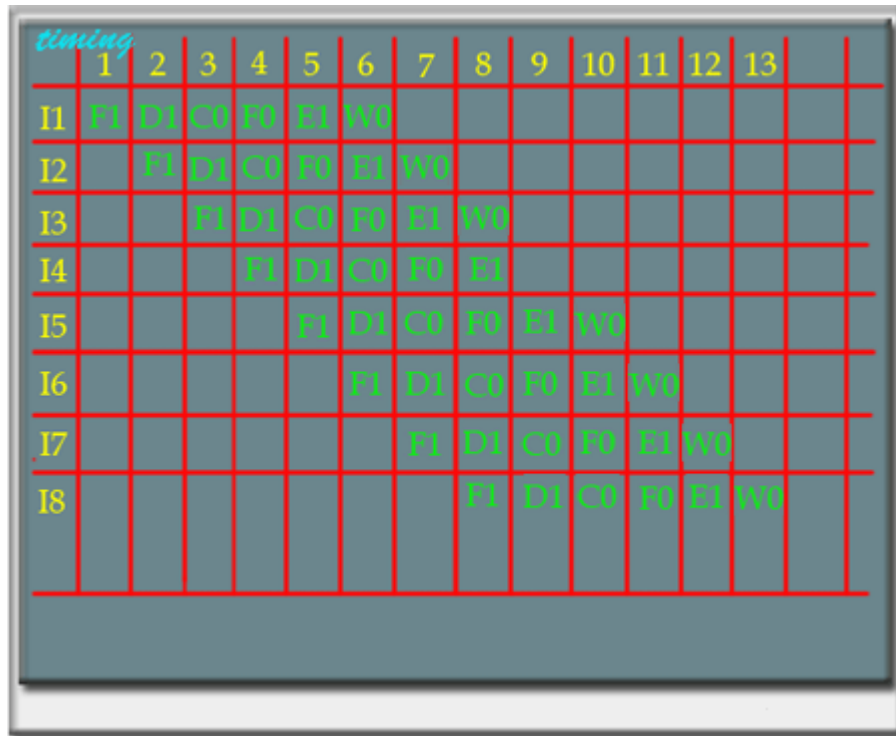 timing
1 2 3 4 5 6 7 8 9 10 11 12 13
I1 F1 D1 C0 F0 E1 W0
I2 F1 D1 C0 F0 E1 W0
I3 F1 D1 C0 F0 E1 W0
I4 F1 D1 C0 F0 E1
I5 F1 D1 C0 F0 E1 W0
I6 F1 D1 C0 F0 E1 W0
I7 F1 D1 C0 F0 E1 W0
I8 F1 D1 C0 F0 E1 W0